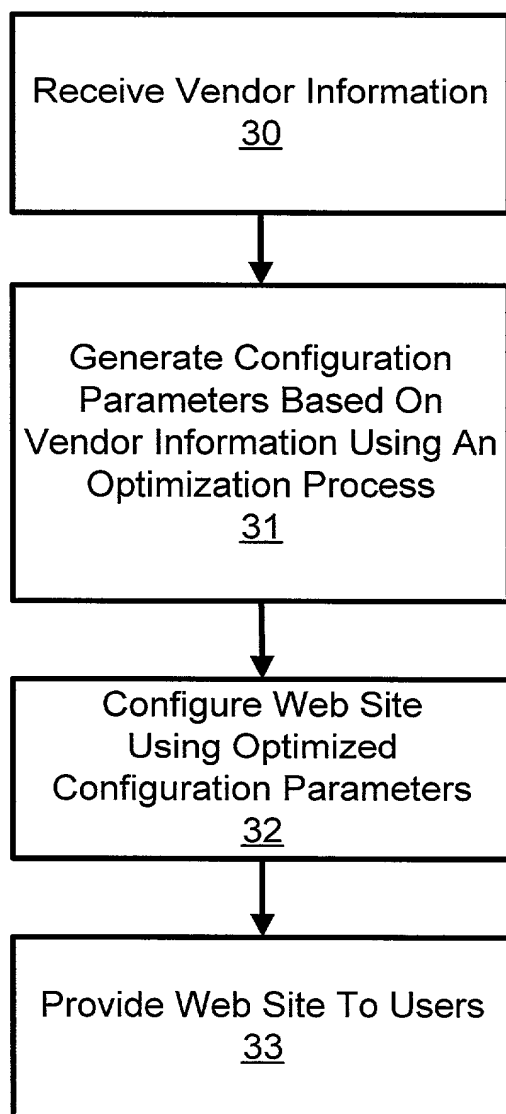 Receive Vendor Information
30
Generate Configuration
Parameters Based On
Vendor Information Using An
Optimization Process
31
Configure Web Site
Using Optimized
Configuration Parameters
32
Provide Web Site To Users
33